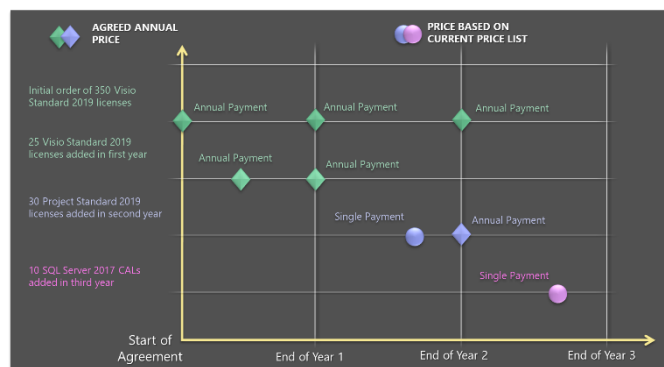 AGREED ANNUAL
PRICE
PRICE BASED ON
CURRENT PRICE LIST
Initial order of 350 Visio
Standard 2019 licenses
Annual Payment
Annual Payment
Annual Payment
25 Visio Standard 2019
licenses added in first year
Annual Payment
Annual Payment
30 Project Standard 2019
licenses added in second year
Single Payment
Annual Payment
10 SQL Server 2017 CALs
added in third year
Single Payment
Start of
Agreement
End of Year 1
End of Year 2
End of Year 3